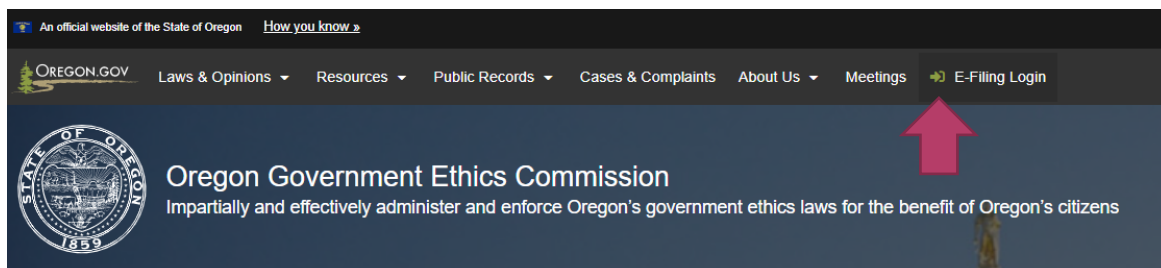 An official website of the State of Oregon How you know »
OREGON.GOV Laws & Opinions Resources Public Records Cases & Complaints About Us Meetings E-Filing Login
STATE OF OREGON
1859
Oregon Government Ethics Commission
Impartially and effectively administer and enforce Oregon's government ethics laws for the benefit of Oregon's citizens